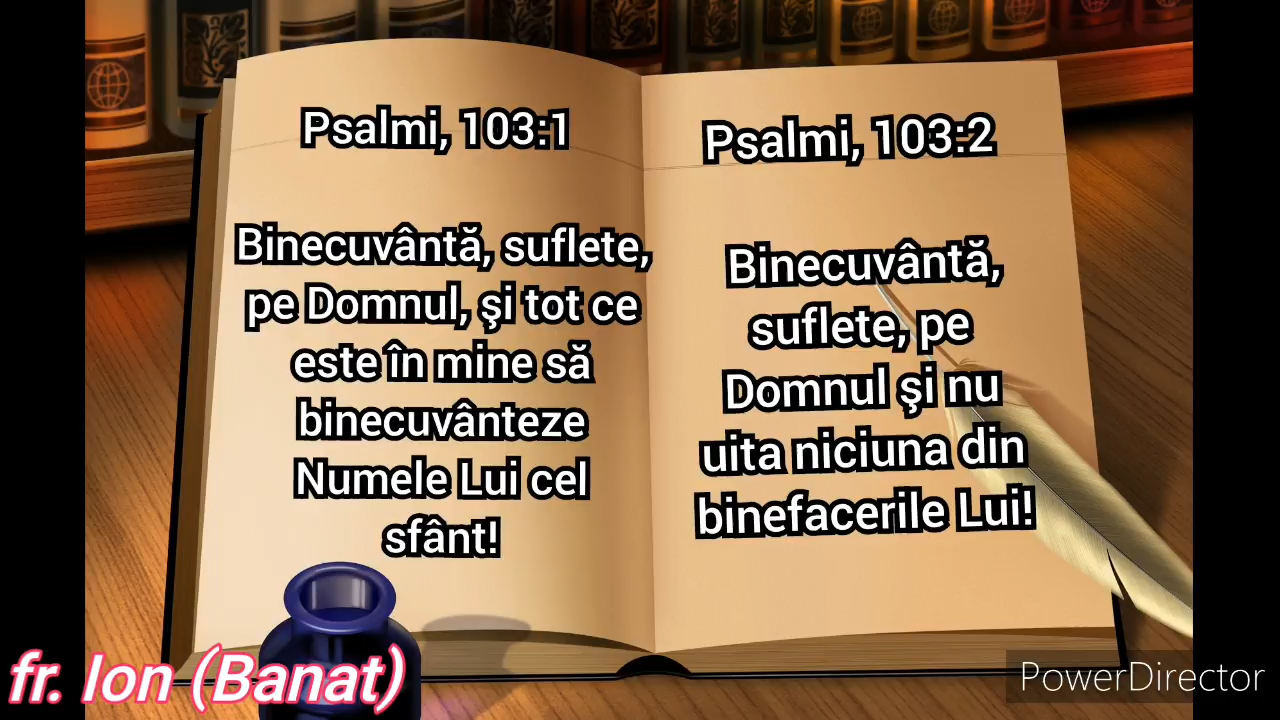 Psalmi, 103:1
Binecuvântă, suflete,
pe Domnul, şi tot ce
este în mine să
binecuvânteze
Numele Lui cel
sfânt!
Psalmi, 103:2
Binecuvântă,
suflete, pe
Domnul şi nu
uita niciuna din
binefacerile Lui!
fr. Ion (Banat)
PowerDirector